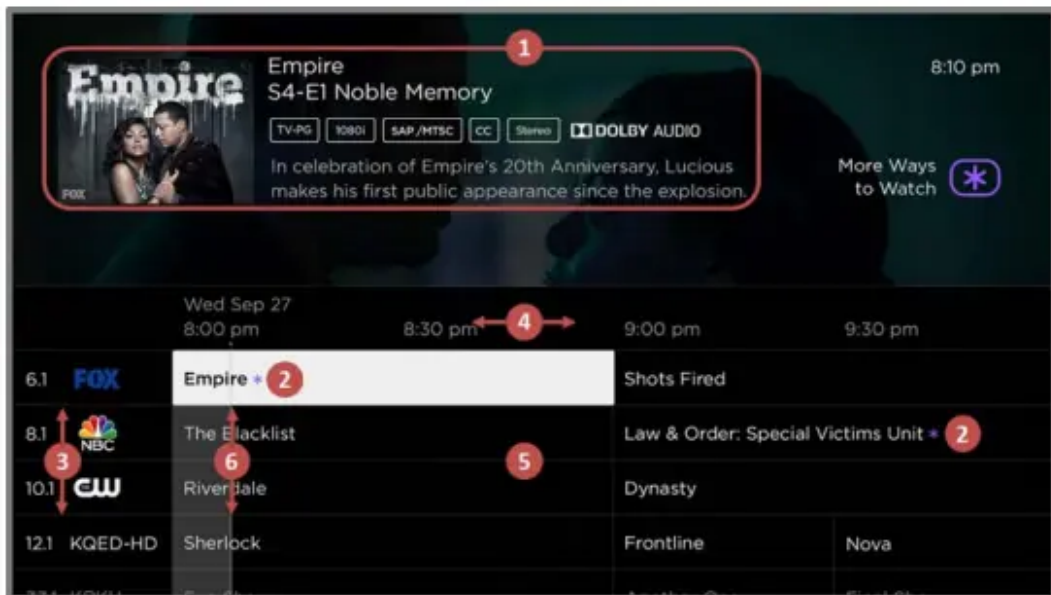 1
Empire
8:10 pm
S4-E1 Noble Memory
Empire
TV-PG 1080i SAP/MTSC CC Stereo DOLBY AUDIO
In celebration of Empire's 20th Anniversary, Lucious
makes his first public appearance since the explosion.
FOX
More Ways
to Watch *
Wed Sep 27
8:00 pm 8:30 pm 4 9:00 pm 9:30 pm
6.1 FOX Empire * 2 Shots Fired
8.1 NBC The Blacklist Law & Order: Special Victims Unit * 2
3 6 5
10.1 CW Riverdale Dynasty
12.1 KQED-HD Sherlock Frontline Nova